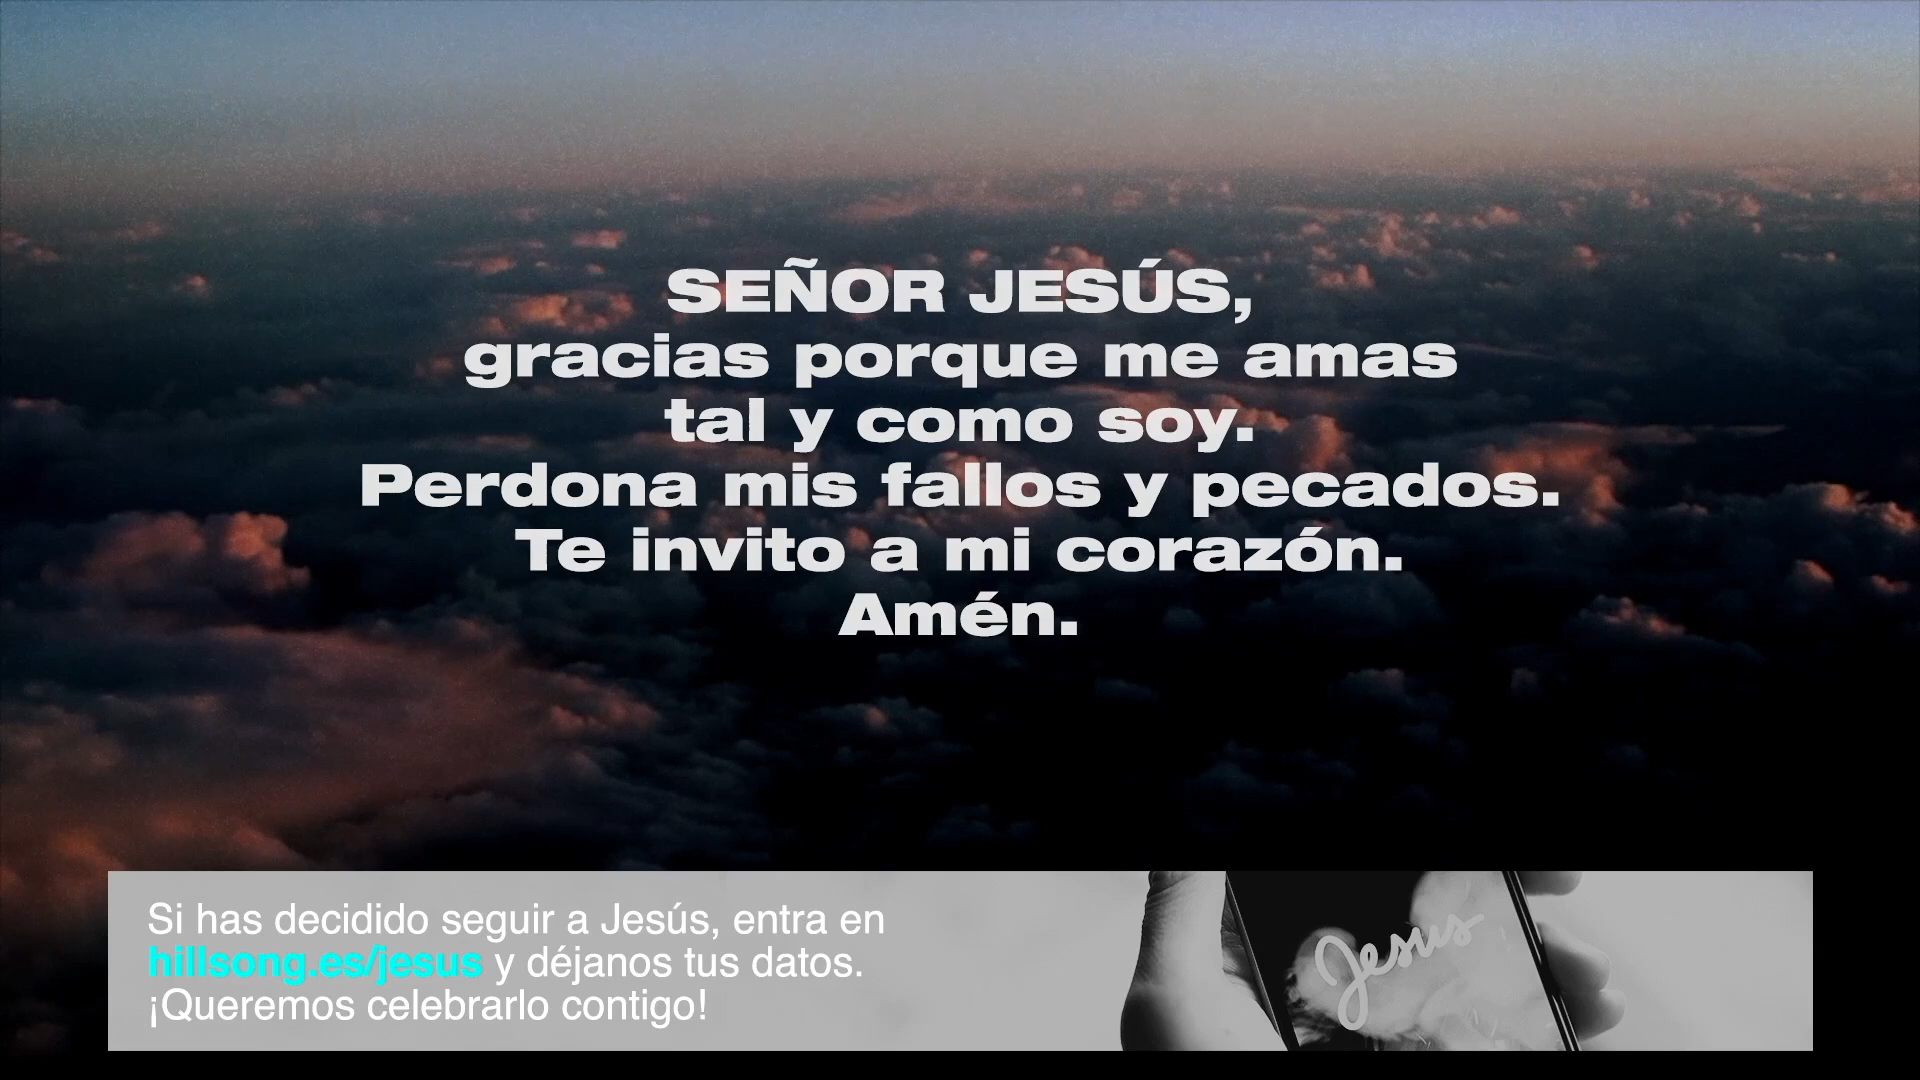 SEÑOR JESÚS,
gracias porque me amas
tal y como soy.
Perdona mis fallos y pecados.
Te invito a mi corazón.
Amén.
Si has decidido seguir a Jesús, entra en
hillsong.es/jesus y déjanos tus datos.
¡Queremos celebrarlo contigo!
Jesus